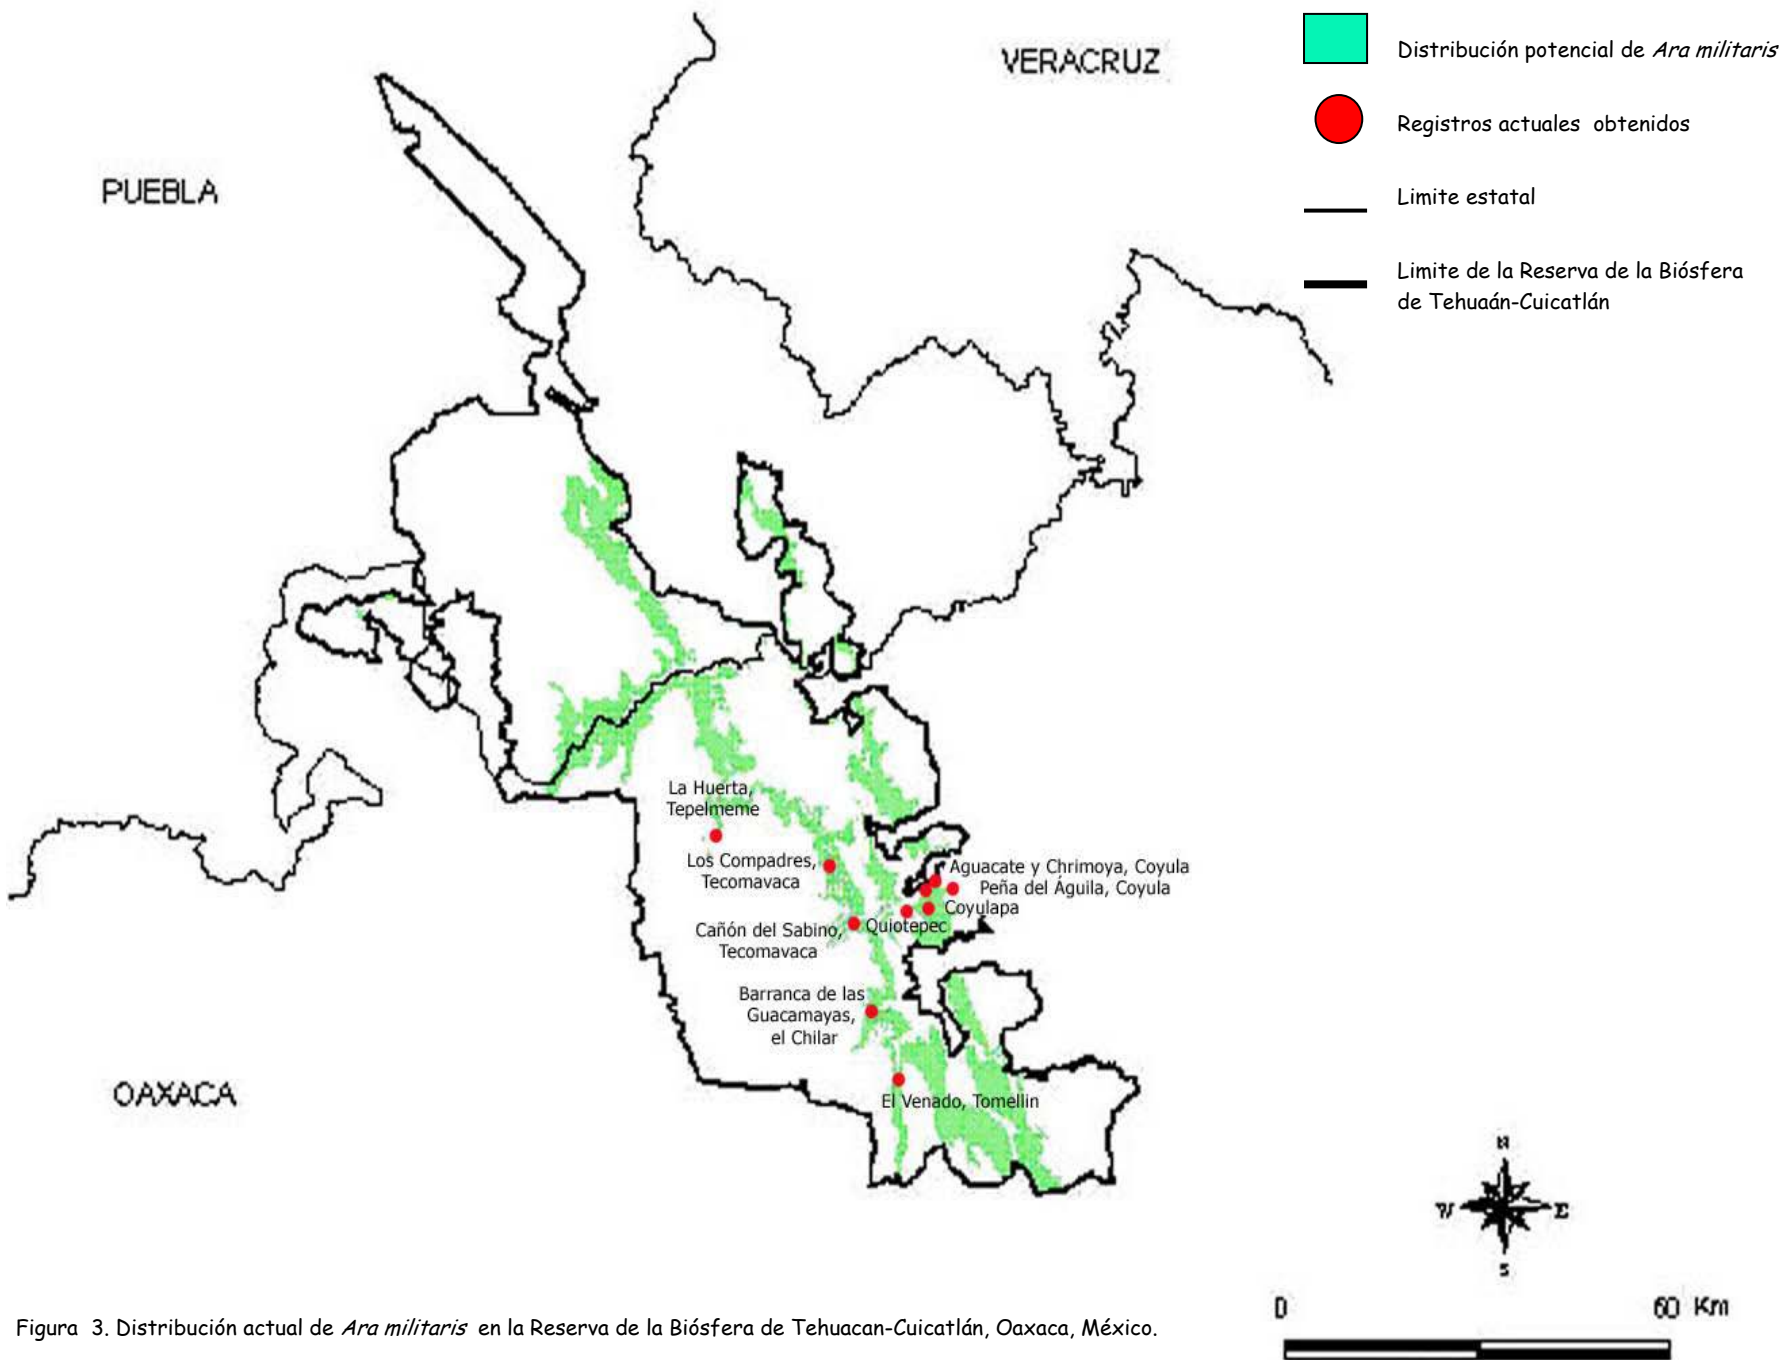 VERACRUZ
PUEBLA
OAXACA
Distribución potencial de Ara militaris
Registros actuales obtenidos
Limite estatal
Limite de la Reserva de la Biósfera
de Tehuaán-Cuicatlán
La Huerta,
Tepelmeme
Los Compadres,
Tecomavaca
Aguacate y Chrimoya, Coyula
Peña del Águila, Coyula
Coyulapa
Quiotepec
Cañón del Sabino,
Tecomavaca
Barranca de las
Guacamayas,
el Chilar
El Venado, Tomellin
N
W E
S
0 60 Km
Figura 3. Distribución actual de Ara militaris en la Reserva de la Biósfera de Tehuacan-Cuicatlán, Oaxaca, México.